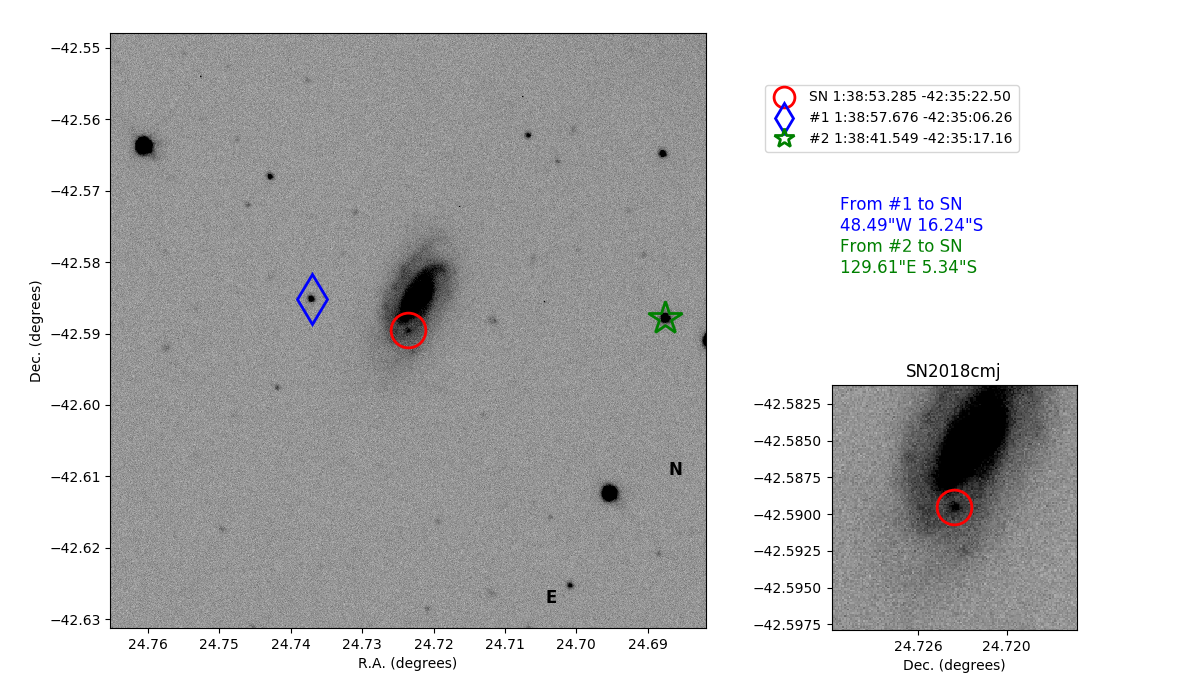 −42.55
−42.56
−42.57
−42.58
−42.59
−42.60
−42.61
−42.62
−42.63
Dec. (degrees)
24.76 24.75 24.74 24.73 24.72 24.71 24.70 24.69
R.A. (degrees)
N
E
SN 1:38:53.285 -42:35:22.50
#1 1:38:57.676 -42:35:06.26
#2 1:38:41.549 -42:35:17.16
From #1 to SN
48.49"W 16.24"S
From #2 to SN
129.61"E 5.34"S
SN2018cmj
−42.5825
−42.5850
−42.5875
−42.5900
−42.5925
−42.5950
−42.5975
24.726 24.720
Dec. (degrees)